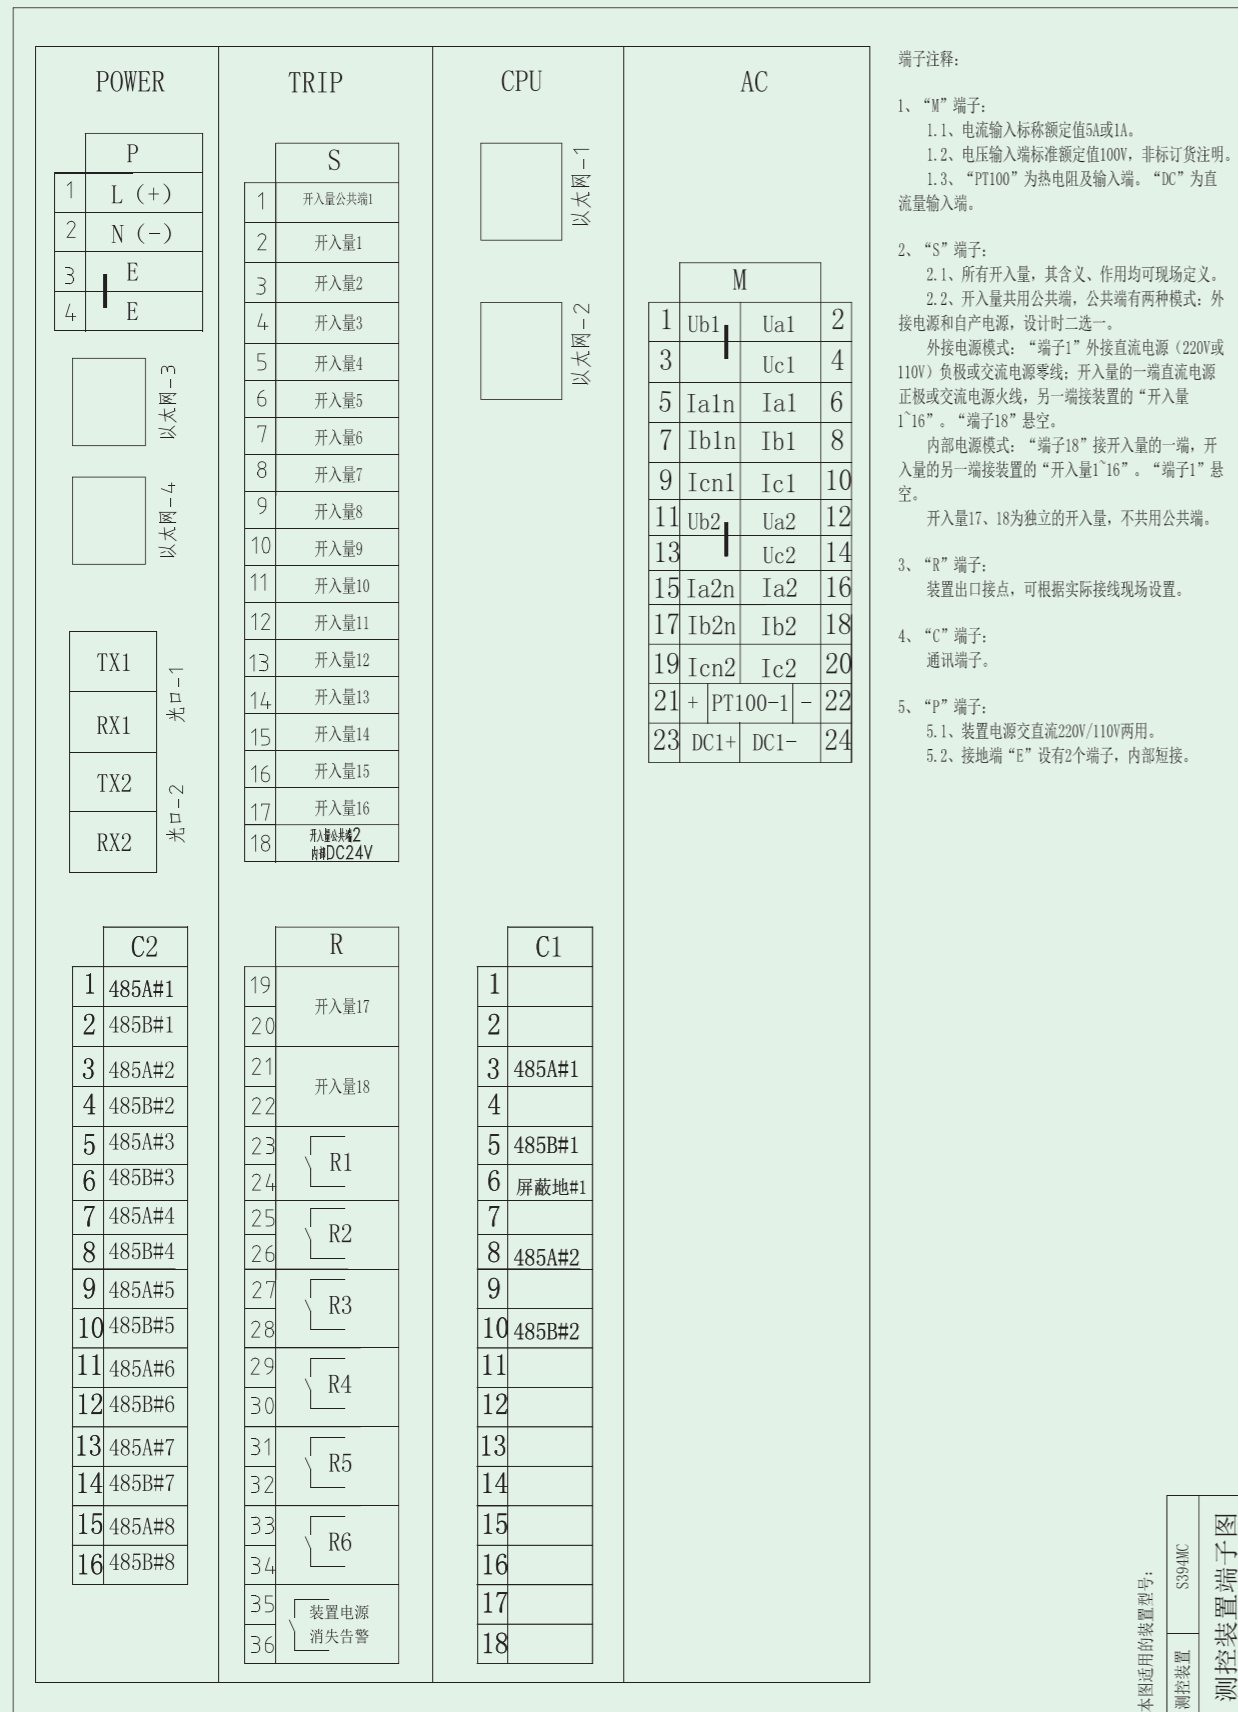 POWER
P
1 L (+)
2 N (-)
3 E
4 E
以太网-3
以太网-4
TX1
RX1
光口-1
TX2
RX2
光口-2
C2
1 485A#1
2 485B#1
3 485A#2
4 485B#2
5 485A#3
6 485B#3
7 485A#4
8 485B#4
9 485A#5
10 485B#5
11 485A#6
12 485B#6
13 485A#7
14 485B#7
15 485A#8
16 485B#8
TRIP
S
1 开入量公共端1
2 开入量1
3 开入量2
4 开入量3
5 开入量4
6 开入量5
7 开入量6
8 开入量7
9 开入量8
10 开入量9
11 开入量10
12 开入量11
13 开入量12
14 开入量13
15 开入量14
16 开入量15
17 开入量16
18 开入量公共端2
内部DC24V
R
19
开入量17
20
21
开入量18
22
23
R1
24
25
R2
26
27
R3
28
29
R4
30
31
R5
32
33
R6
34
35 装置电源
36 消失告警
CPU
以太网-1
以太网-2
C1
1
2
3 485A#1
4
5 485B#1
6 屏蔽地#1
7
8 485A#2
9
10 485B#2
11
12
13
14
15
16
17
18
AC
M
1 Ub1 Ua1 2
3 Uc1 4
5 Ia1n Ia1 6
7 Ib1n Ib1 8
9 Icn1 Ic1 10
11 Ub2 Ua2 12
13 Uc2 14
15 Ia2n Ia2 16
17 Ib2n Ib2 18
19 Icn2 Ic2 20
21 + PT100-1 - 22
23 DC1+ DC1- 24
端子注释:
1、“M”端子:
1.1、电流输入标称额定值5A或1A。
1.2、电压输入端标准额定值100V，非标订货注明。
1.3、“PT100”为热电阻及输入端。“DC”为直
流量输入端。
2、“S”端子:
2.1、所有开入量，其含义、作用均可现场定义。
2.2、开入量共用公共端，公共端有两种模式: 外
接电源和自产电源，设计时二选一。
外接电源模式: “端子1”外接直流电源（220V或
110V）负极或交流电源零线; 开入量的一端直流电源
正极或交流电源火线，另一端接装置的“开入量
1~16”。“端子18”悬空。
内部电源模式: “端子18”接开入量的一端，开
入量的另一端接装置的“开入量1~16”。“端子1”悬
空。
开入量17、18为独立的开入量，不共用公共端。
3、“R”端子:
装置出口接点，可根据实际接线现场设置。
4、“C”端子:
通讯端子。
5、“P”端子:
5.1、装置电源交直流220V/110V两用。
5.2、接地端“E”设有2个端子，内部短接。
本图适用的装置型号:
测控装置 S394MC
测控装置端子图